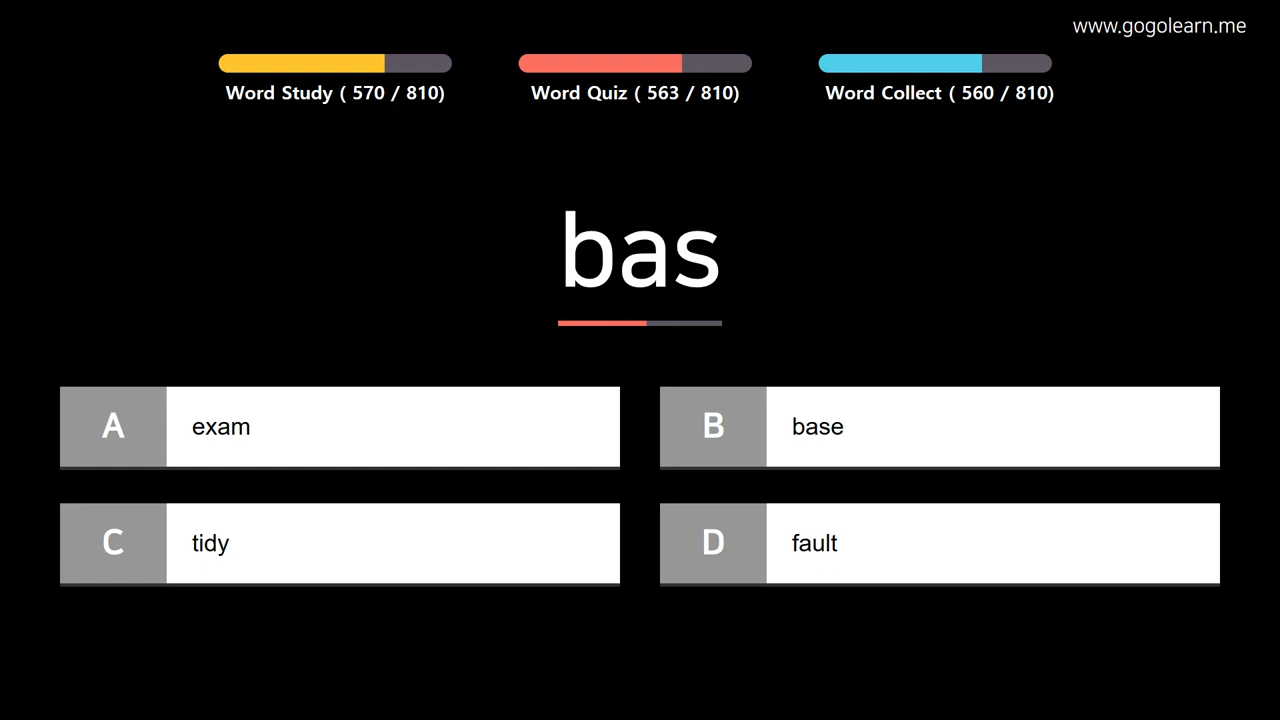 www.gogolearn.me
Word Study ( 570 / 810)
Word Quiz ( 563 / 810)
Word Collect ( 560 / 810)
bas
A exam
B base
C tidy
D fault